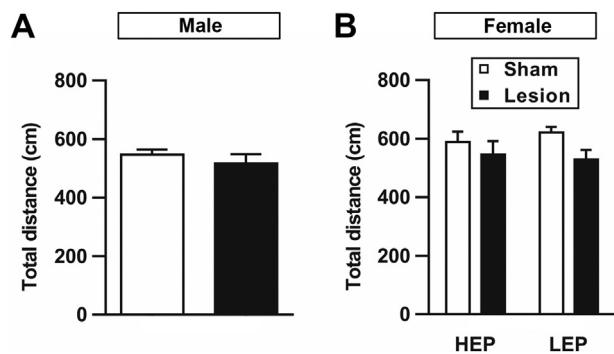 A
Male
Total distance (cm)
800
600
400
200
0
B
Female
Sham
Lesion
Total distance (cm)
800
600
400
200
0
HEP
LEP